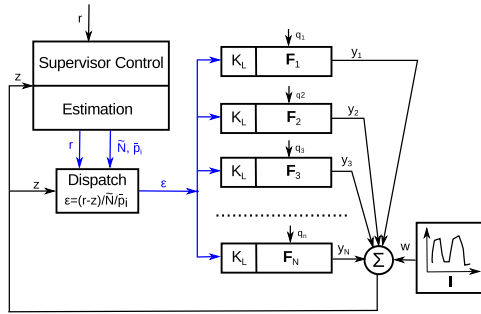 r
q₁
z
Supervisor Control
K_L F₁
y₁
Estimation
q₂
K_L F₂
y₂
r
Ñ, p̄ᵢ
q₃
K_L F₃
y₃
Dispatch
ε
z
ε=(r-z)/Ñ/p̄ᵢ
qₙ
K_L F_N
y_N
Σ
w
I